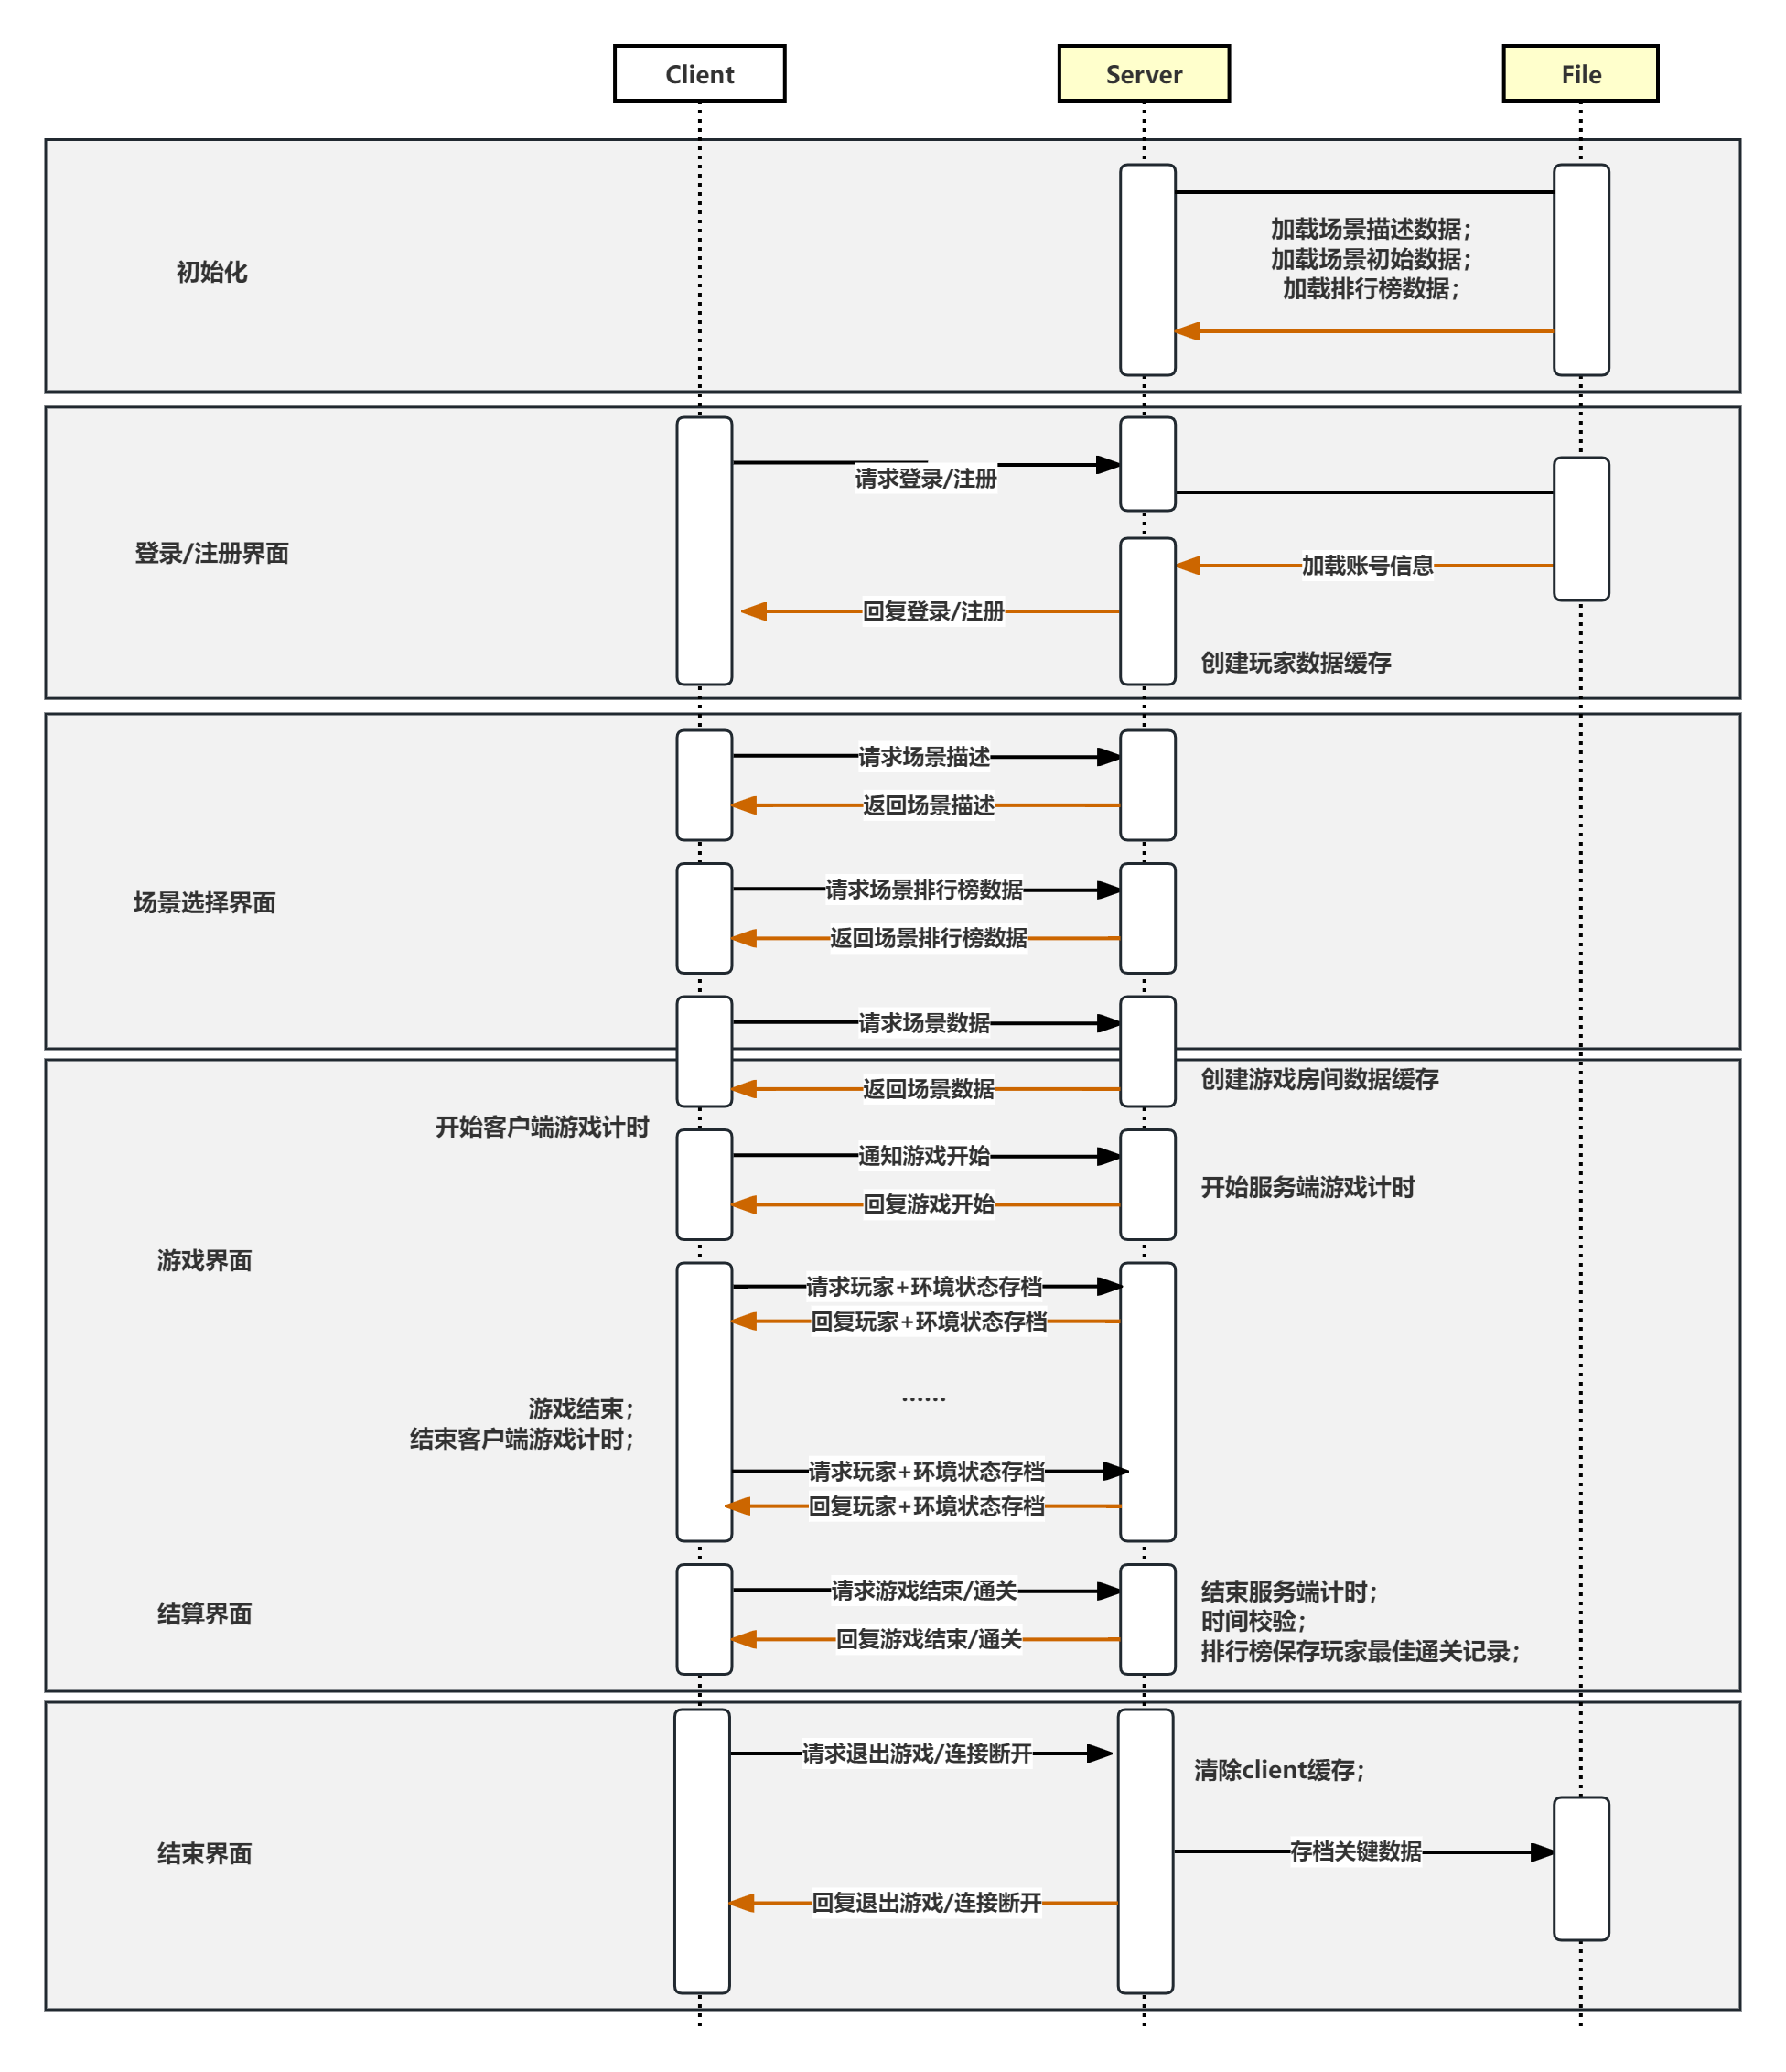 Client
Server
File
初始化
加载场景描述数据；
加载场景初始数据；
加载排行榜数据；
登录/注册界面
请求登录/注册
加载账号信息
回复登录/注册
创建玩家数据缓存
场景选择界面
请求场景描述
返回场景描述
请求场景排行榜数据
返回场景排行榜数据
请求场景数据
返回场景数据
创建游戏房间数据缓存
开始客户端游戏计时
通知游戏开始
开始服务端游戏计时
回复游戏开始
游戏界面
请求玩家+环境状态存档
回复玩家+环境状态存档
......
游戏结束；
结束客户端游戏计时；
请求玩家+环境状态存档
回复玩家+环境状态存档
结算界面
请求游戏结束/通关
回复游戏结束/通关
结束服务端计时；
时间校验；
排行榜保存玩家最佳通关记录；
结束界面
请求退出游戏/连接断开
清除client缓存；
存档关键数据
回复退出游戏/连接断开